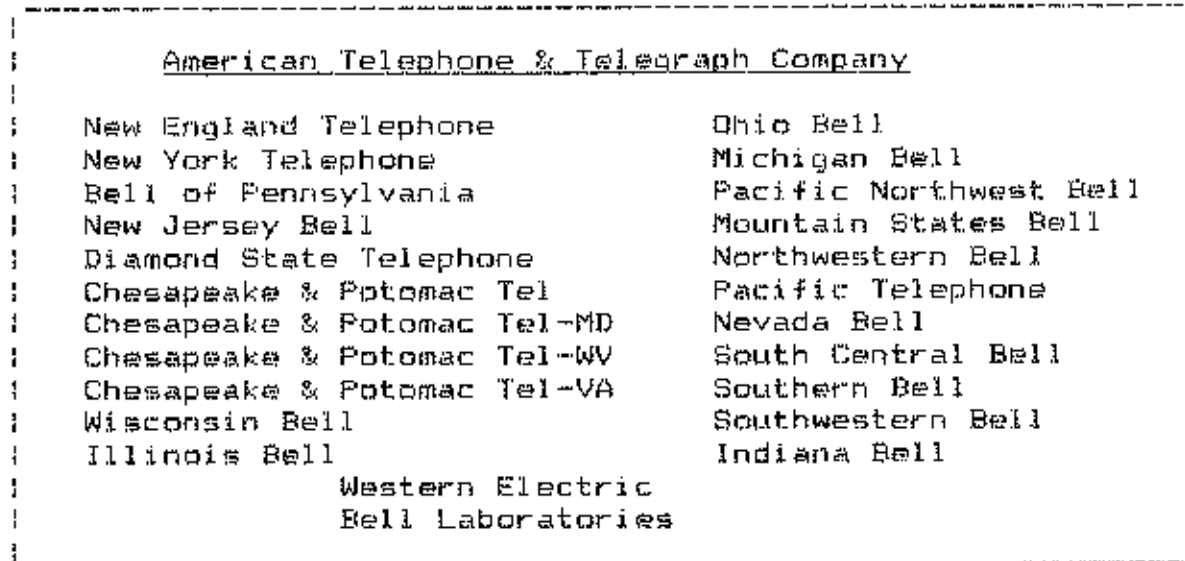 American Telephone & Telegraph Company
New England Telephone Ohio Bell
New York Telephone Michigan Bell
Bell of Pennsylvania Pacific Northwest Bell
New Jersey Bell Mountain States Bell
Diamond State Telephone Northwestern Bell
Chesapeake & Potomac Tel Pacific Telephone
Chesapeake & Potomac Tel-MD Nevada Bell
Chesapeake & Potomac Tel-WV South Central Bell
Chesapeake & Potomac Tel-VA Southern Bell
Wisconsin Bell Southwestern Bell
Illinois Bell Indiana Bell
Western Electric
Bell Laboratories